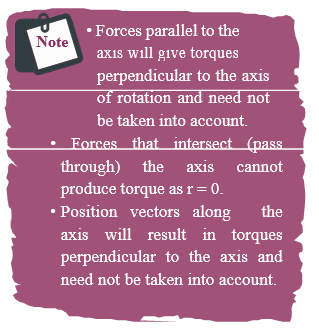 Note
• Forces parallel to the
axis will give torques
perpendicular to the axis
of rotation and need not
be taken into account.
• Forces that intersect (pass
through) the axis cannot
produce torque as r = 0.
• Position vectors along the
axis will result in torques
perpendicular to the axis and
need not be taken into account.